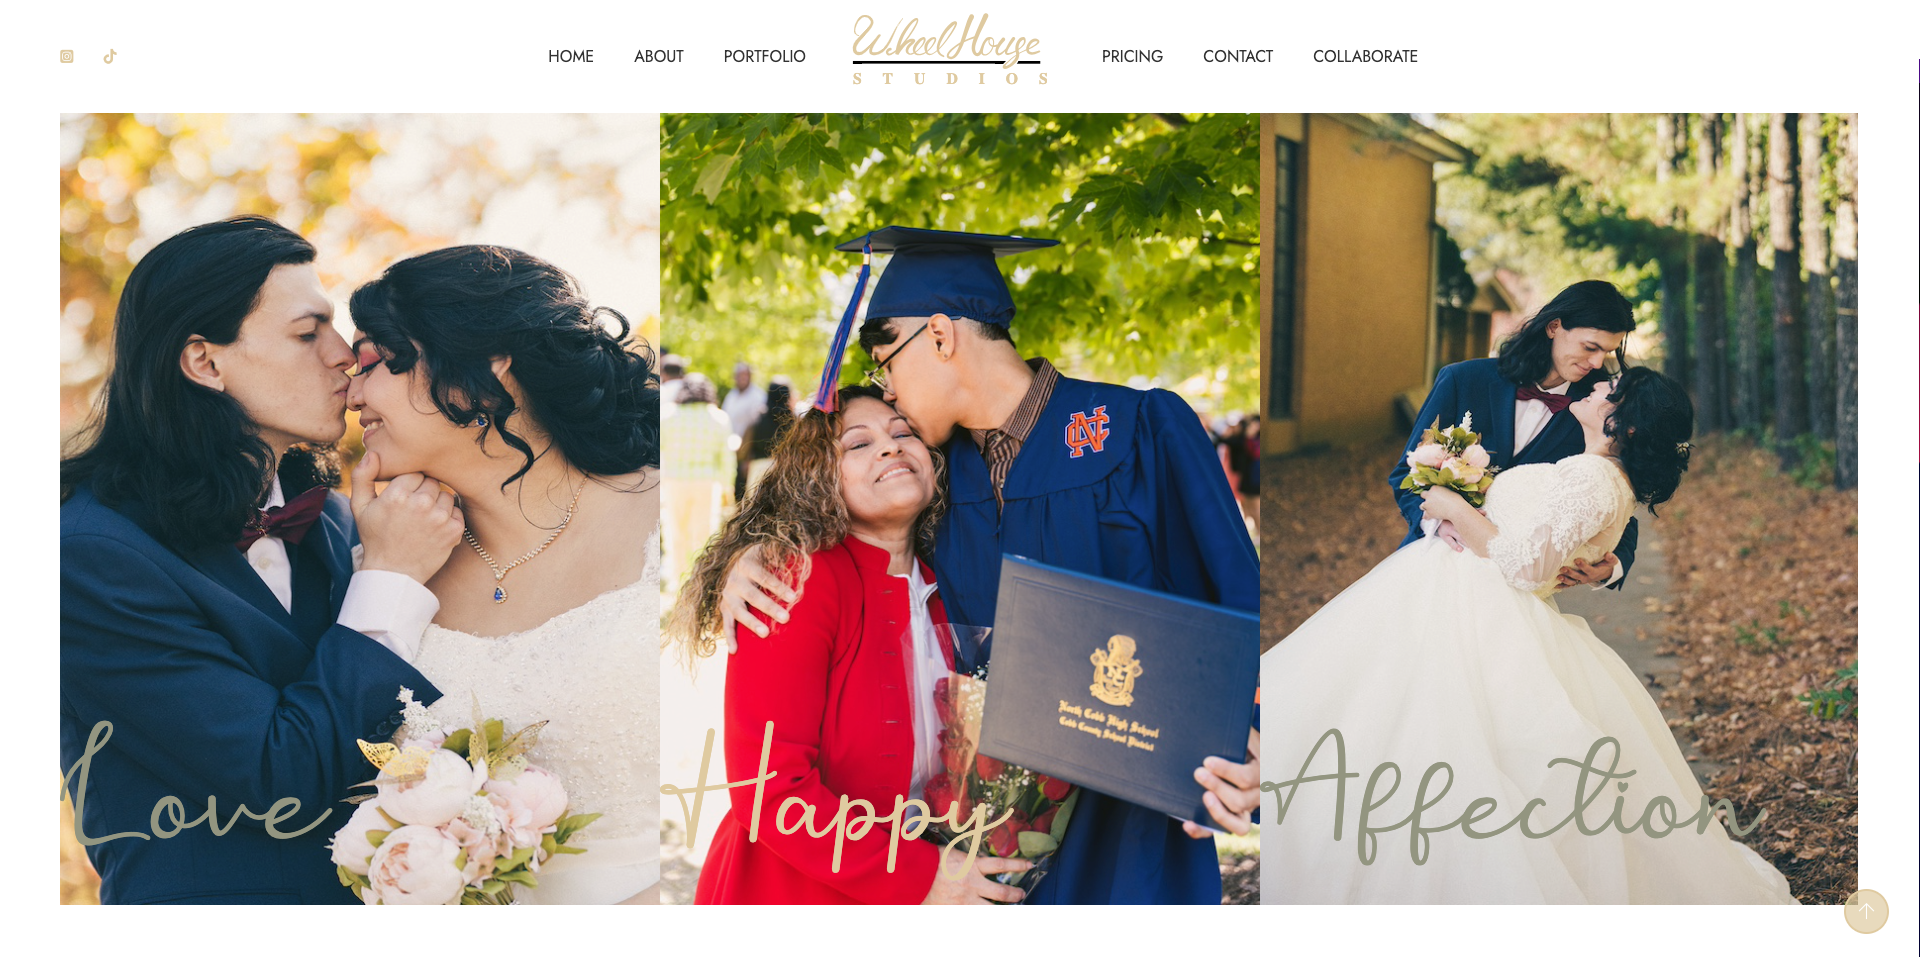 HOME
ABOUT
PORTFOLIO
WheelHouse
STUDIOS
PRICING
CONTACT
COLLABORATE
NC
North Cobb High School
Cobb County School District
Love
Happy
Affection